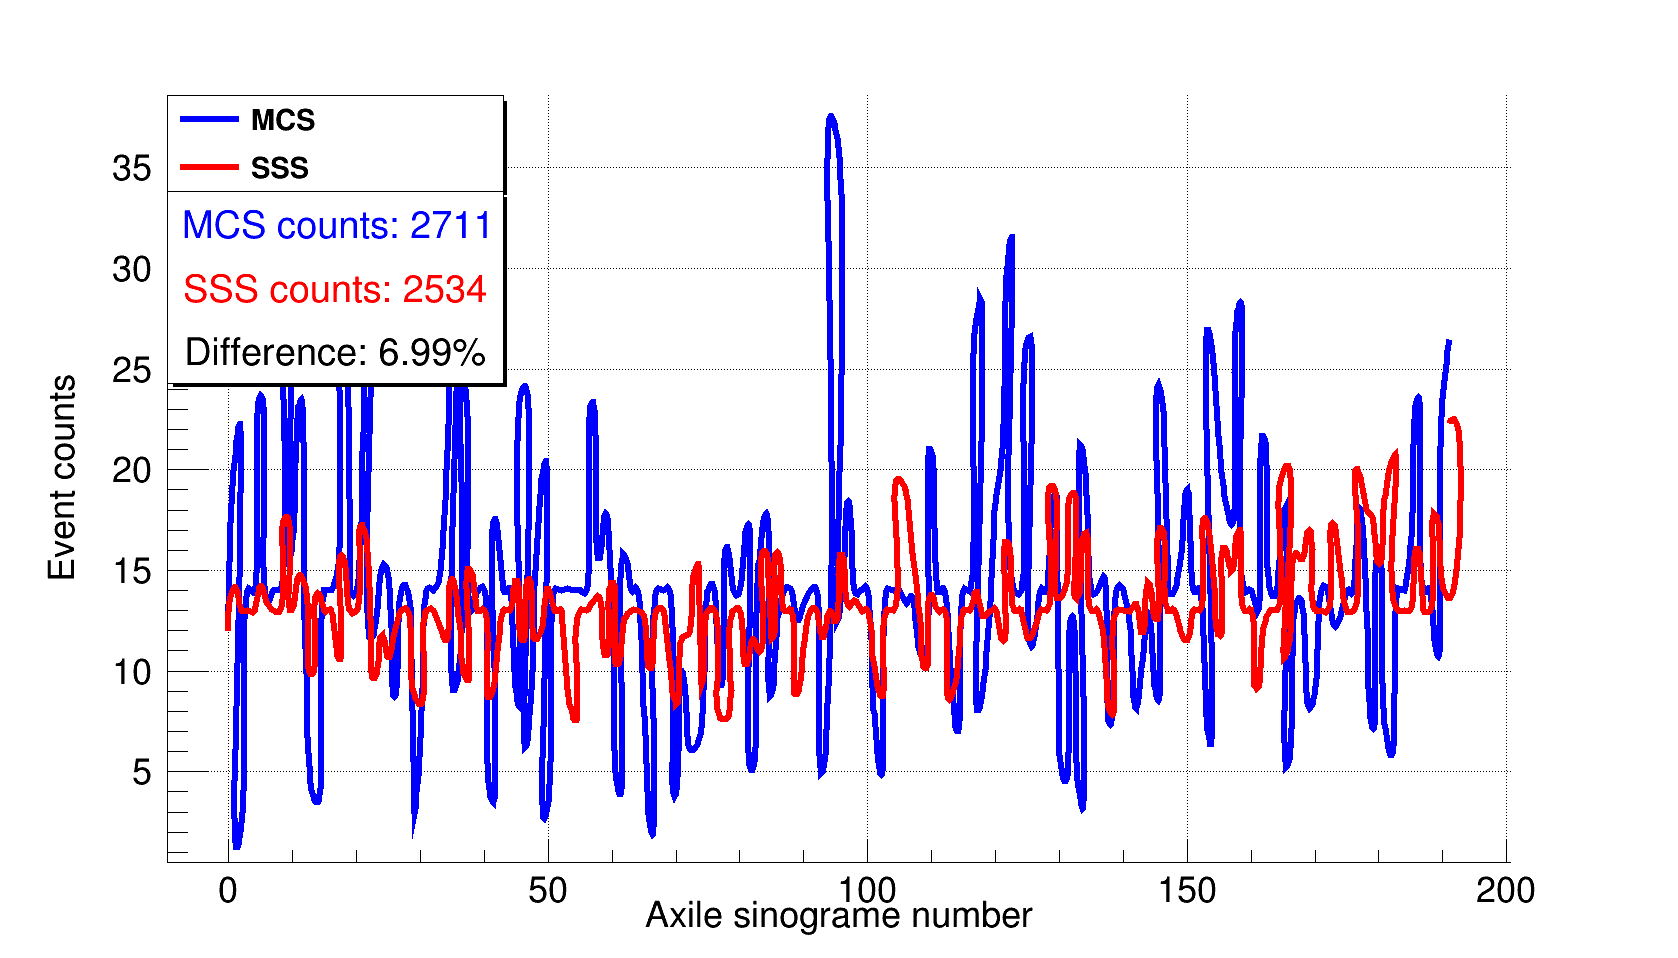 MCS
SSS
MCS counts: 2711
SSS counts: 2534
Difference: 6.99%
35
30
25
20
15
10
5
Event counts
0 50 100 150 200
Axile sinograme number